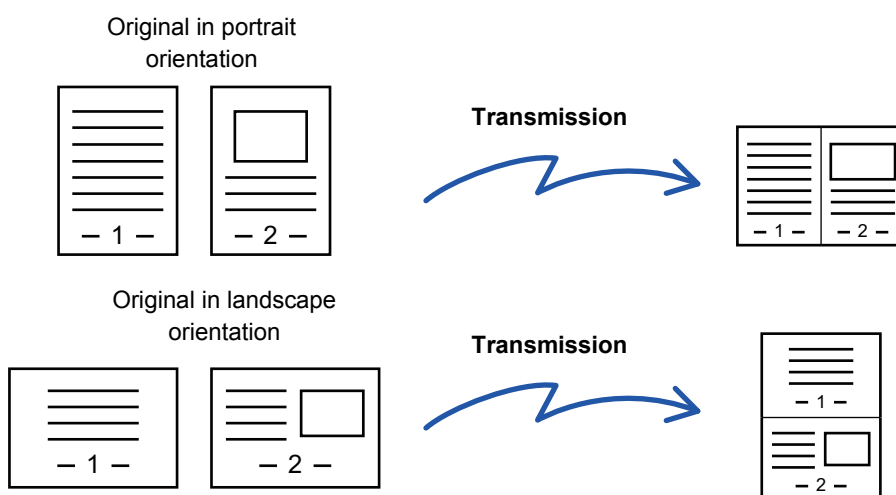 Original in portrait
orientation
Transmission
– 1 –
– 2 –
– 1 –
– 2 –
Original in landscape
orientation
Transmission
– 1 –
– 2 –
– 1 –
– 2 –